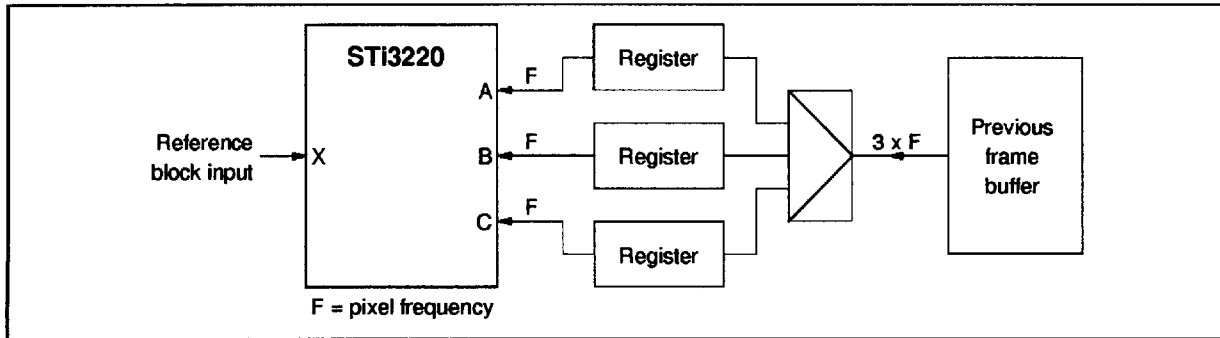 STi3220
Reference
block input
X
A
B
C
F
F
F
Register
Register
Register
3 x F
Previous
frame
buffer
F = pixel frequency